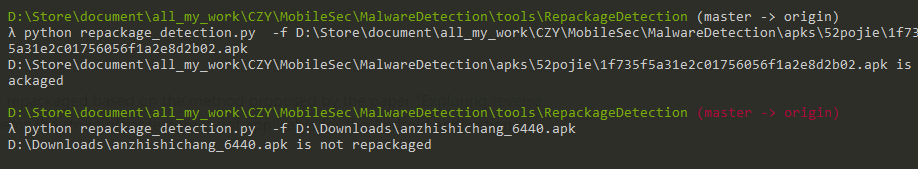 D:\Store\document\all_my_work\CZY\MobileSec\MalwareDetection\tools\RepackageDetection (master -> origin)
λ python repackage_detection.py  -f D:\Store\document\all_my_work\CZY\MobileSec\MalwareDetection\apks\52pojie\1f73
5a31e2c01756056f1a2e8d2b02.apk
D:\Store\document\all_my_work\CZY\MobileSec\MalwareDetection\apks\52pojie\1f735f5a31e2c01756056f1a2e8d2b02.apk is
ackaged
D:\Store\document\all_my_work\CZY\MobileSec\MalwareDetection\tools\RepackageDetection (master -> origin)
λ python repackage_detection.py  -f D:\Downloads\anzhishichang_6440.apk
D:\Downloads\anzhishichang_6440.apk is not repackaged